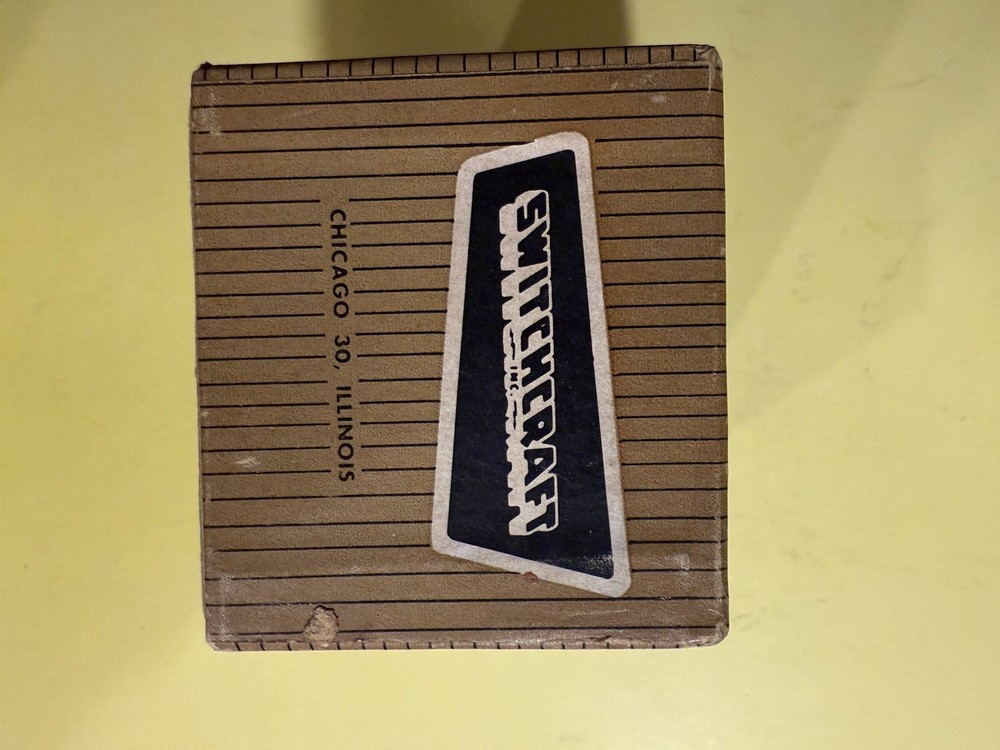 SWITCHCRAFT
INC.
CHICAGO 30, ILLINOIS